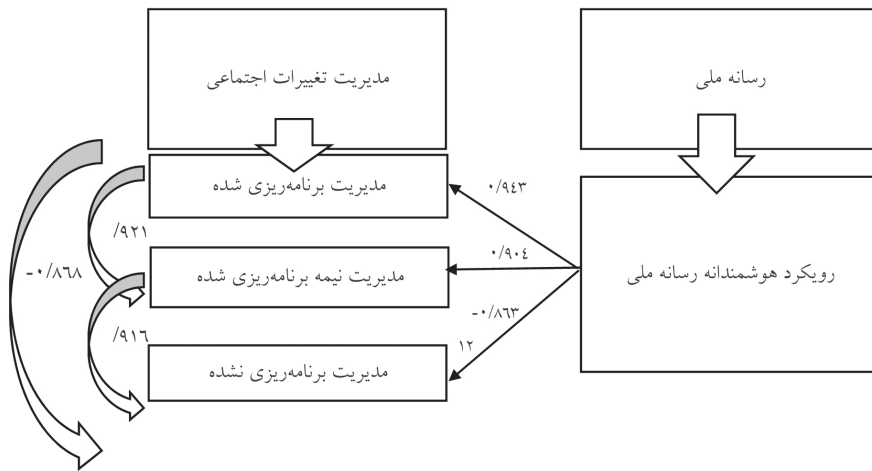 رسانه ملی
مدیریت تغییرات اجتماعی
رویکرد هوشمندانه رسانه ملی
مدیریت برنامه‌ریزی شده
مدیریت نیمه برنامه‌ریزی شده
مدیریت برنامه‌ریزی نشده
۰/۹٤۳
۰/۹۰٤
-۰/۸٦۳
۱۲
/۹۲۱
/۹۱٦
-۰/۸٦۸